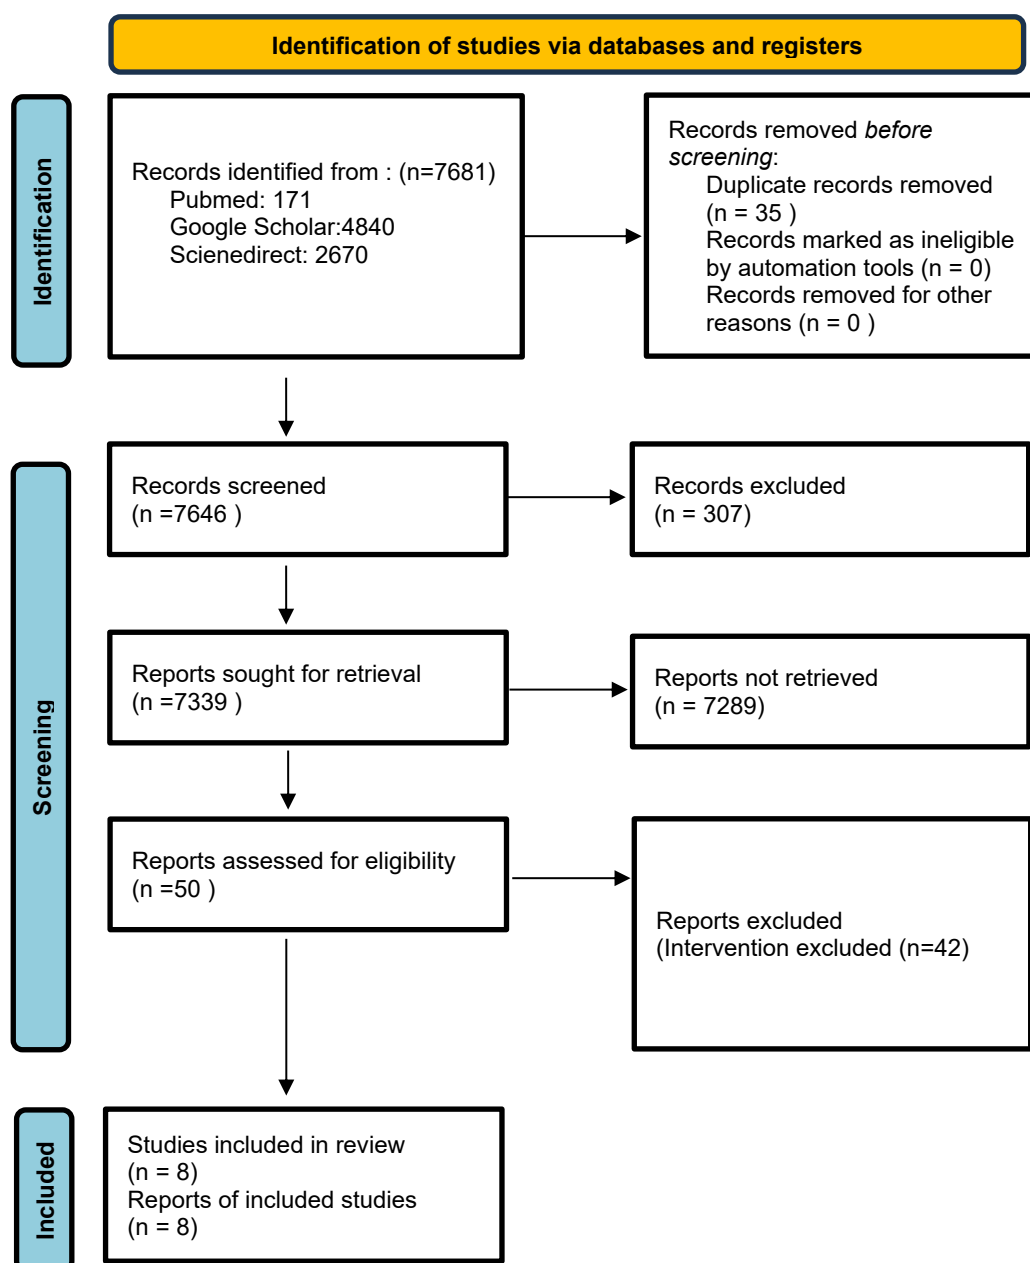 Identification of studies via databases and registers
Identification
Records identified from : (n=7681)
Pubmed: 171
Google Scholar:4840
Scienedirect: 2670
Records removed before
screening:
Duplicate records removed
(n = 35 )
Records marked as ineligible
by automation tools (n = 0)
Records removed for other
reasons (n = 0 )
Screening
Records screened
(n =7646 )
Records excluded
(n = 307)
Reports sought for retrieval
(n =7339 )
Reports not retrieved
(n = 7289)
Reports assessed for eligibility
(n =50 )
Reports excluded
(Intervention excluded (n=42)
Included
Studies included in review
(n = 8)
Reports of included studies
(n = 8)